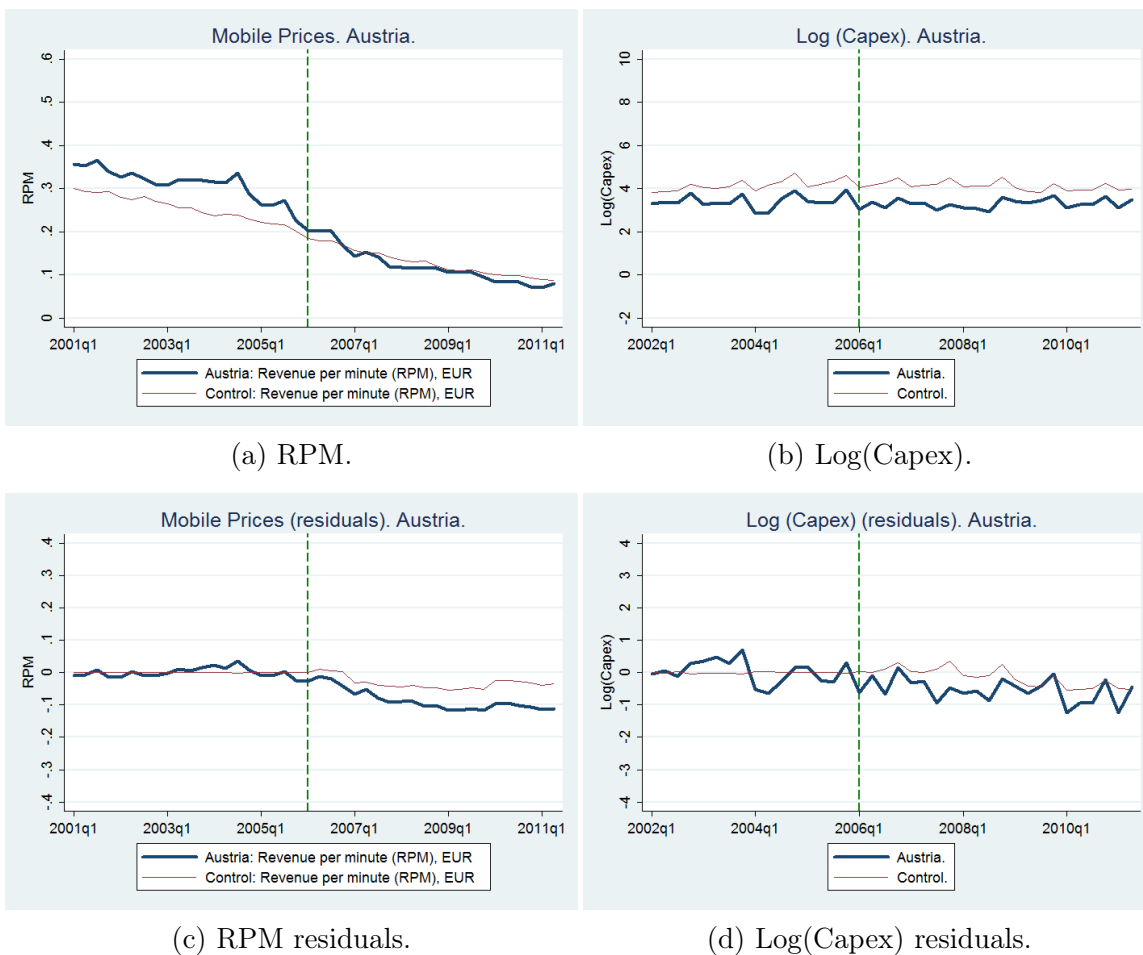 Mobile Prices. Austria.
RPM
.6
.5
.4
.3
.2
.1
0
2001q1 2003q1 2005q1 2007q1 2009q1 2011q1
Austria: Revenue per minute (RPM), EUR
Control: Revenue per minute (RPM), EUR
(a) RPM.
Log (Capex). Austria.
Log(Capex)
10
8
6
4
2
0
-2
2002q1 2004q1 2006q1 2008q1 2010q1
Austria.
Control.
(b) Log(Capex).
Mobile Prices (residuals). Austria.
RPM
.4
.3
.2
.1
0
-.1
-.2
-.3
-.4
2001q1 2003q1 2005q1 2007q1 2009q1 2011q1
Austria: Revenue per minute (RPM), EUR
Control: Revenue per minute (RPM), EUR
(c) RPM residuals.
Log (Capex) (residuals). Austria.
Log(Capex)
4
3
2
1
0
-1
-2
-3
-4
2002q1 2004q1 2006q1 2008q1 2010q1
Austria.
Control.
(d) Log(Capex) residuals.